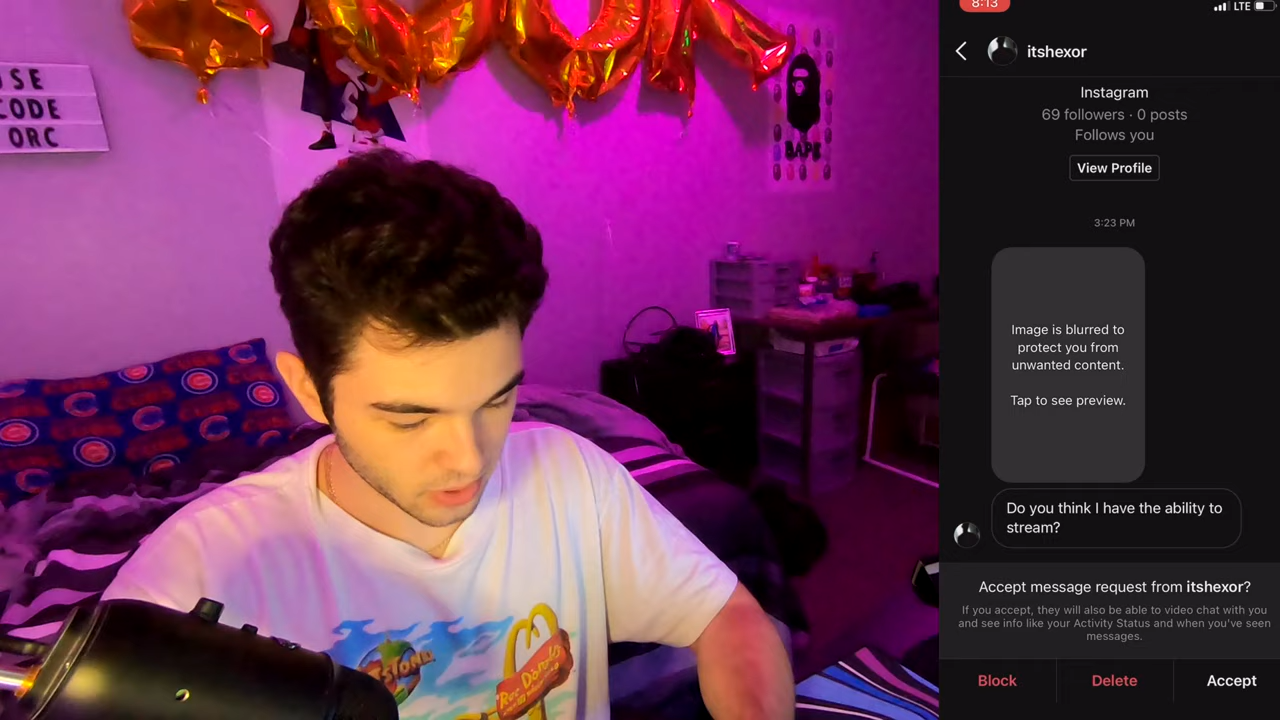 USE
CODE
ORC
BAPE
RocDonald's
8:13
LTE
itshexor
Instagram
69 followers · 0 posts
Follows you
View Profile
3:23 PM
Image is blurred to
protect you from
unwanted content.
Tap to see preview.
Do you think I have the ability to
stream?
Accept message request from itshexor?
If you accept, they will also be able to video chat with you
and see info like your Activity Status and when you've seen
messages.
Block
Delete
Accept